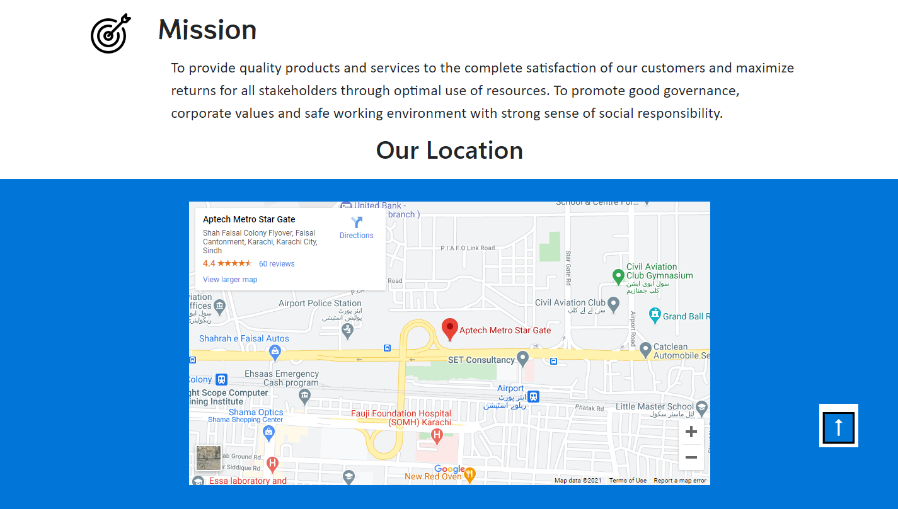 Mission
To provide quality products and services to the complete satisfaction of our customers and maximize
returns for all stakeholders through optimal use of resources. To promote good governance,
corporate values and safe working environment with strong sense of social responsibility.
Our Location
United Bank -
branch )
Aptech Metro Star Gate
Shah Faisal Colony Flyover, Faisal
Cantonment, Karachi, Karachi City,
Sindh
4.4
60 reviews
View larger map
Directions
P I A F O Link Road
Star Gate Rd
Road
Civil Aviation
Club Gymnasium
سول ایوی ایشن
کلب جمنازیم
Airport Police Station
ایئر پورٹ
پولیس اسٹیشن
Civil Aviation Club
سی اے اے کلب
Grand Ball R
Airport Road
Aptech Metro Star Gate
Shahrah e Faisal Autos
SET Consultancy
Catclean
Automobile Se
Colony
Ehsaas Emergency
Cash program
Airport
ایئر پورٹ
ریلوے اسٹیشن
ght Scope Computer
ining Institute
Shama Optics
Shama Shopping Center
Fauji Foundation Hospital
(SOMH) Karachi
Phatak Rd
Little Master School
لٹل ماسٹر سکول
ab Ground Rd
r Siddique Rd
Essa laboratory and
Google
New Red Oven
Map data ©2021 Terms of Use Report a map error